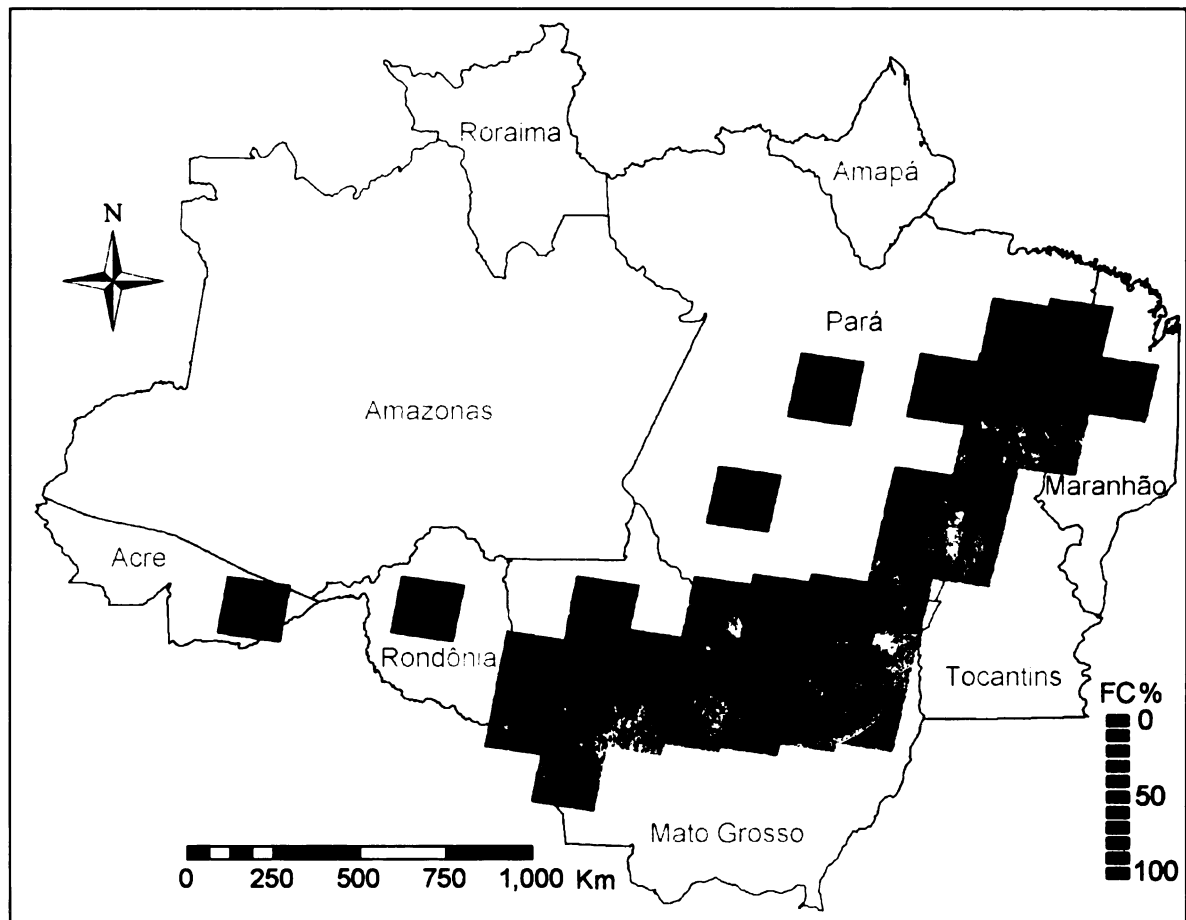 Roraima
Amapá
N
Pará
Amazonas
Maranhão
Acre
Rondônia
Tocantins
FC%
0
50
100
Mato Grosso
0 250 500 750 1,000 Km